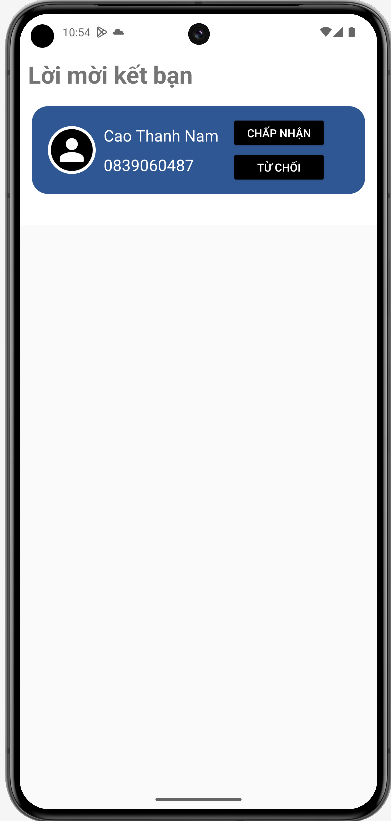 10:54
Lời mời kết bạn
Cao Thanh Nam
0839060487
CHẤP NHẬN
TỪ CHỐI